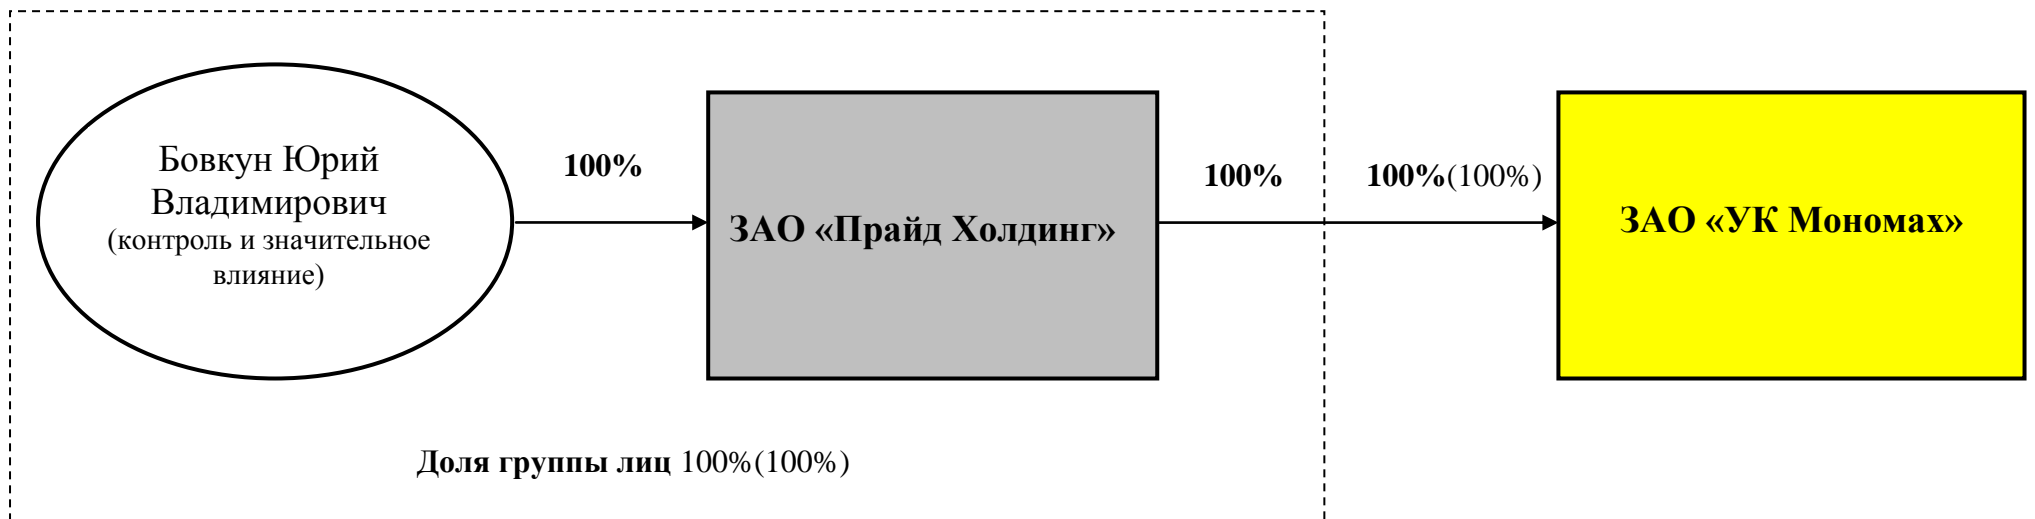 Бовкун Юрий
Владимирович
(контроль и значительное
влияние)
100%
ЗАО «Прайд Холдинг»
100%
100%(100%)
ЗАО «УК Мономах»
Доля группы лиц 100%(100%)